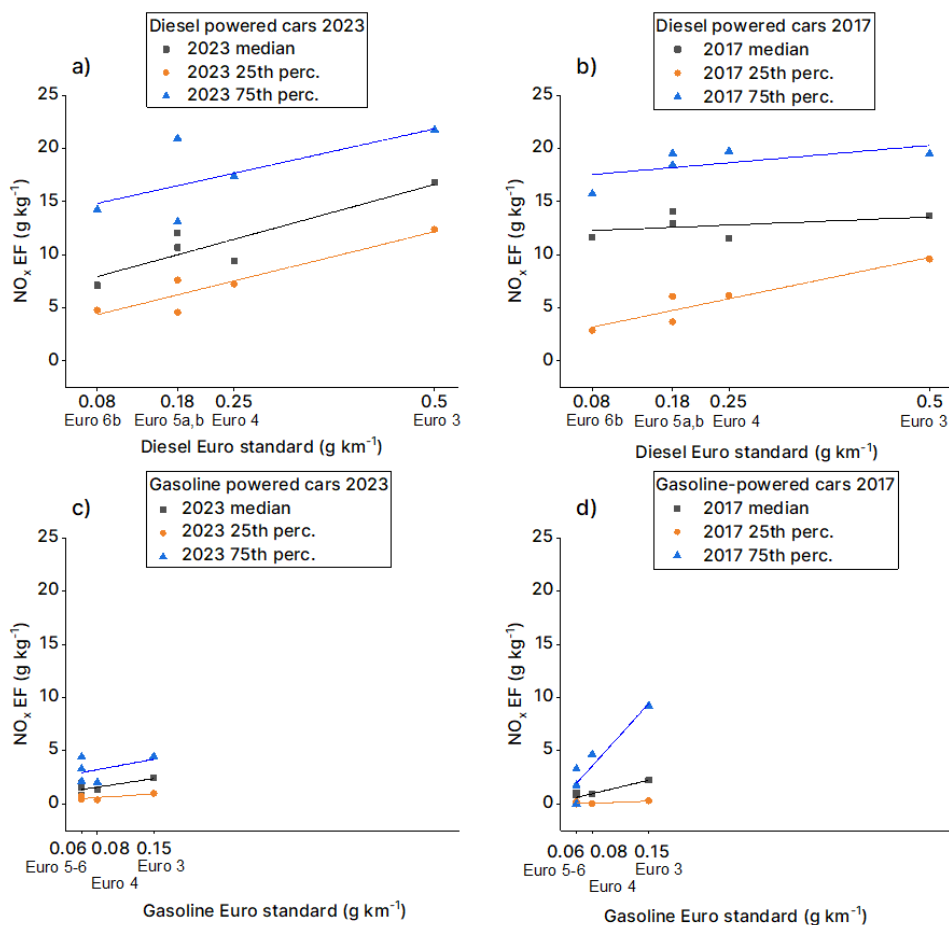 Diesel powered cars 2023
2023 median
2023 25th perc.
2023 75th perc.
a)
25
20
15
10
5
0
NOₓ EF (g kg⁻¹)
0.08 0.18 0.25 0.5
Euro 6b Euro 5a,b Euro 4 Euro 3
Diesel Euro standard (g km⁻¹)
Diesel powered cars 2017
2017 median
2017 25th perc.
2017 75th perc.
b)
25
20
15
10
5
0
NOₓ EF (g kg⁻¹)
0.08 0.18 0.25 0.5
Euro 6b Euro 5a,b Euro 4 Euro 3
Diesel Euro standard (g km⁻¹)
Gasoline powered cars 2023
2023 median
2023 25th perc.
2023 75th perc.
c)
25
20
15
10
5
0
NOₓ EF (g kg⁻¹)
0.06 0.08 0.15
Euro 5-6 Euro 3
Euro 4
Gasoline Euro standard (g km⁻¹)
Gasoline-powered cars 2017
2017 median
2017 25th perc.
2017 75th perc.
d)
25
20
15
10
5
0
NOₓ EF (g kg⁻¹)
0.06 0.08 0.15
Euro 5-6 Euro 3
Euro 4
Gasoline Euro standard (g km⁻¹)